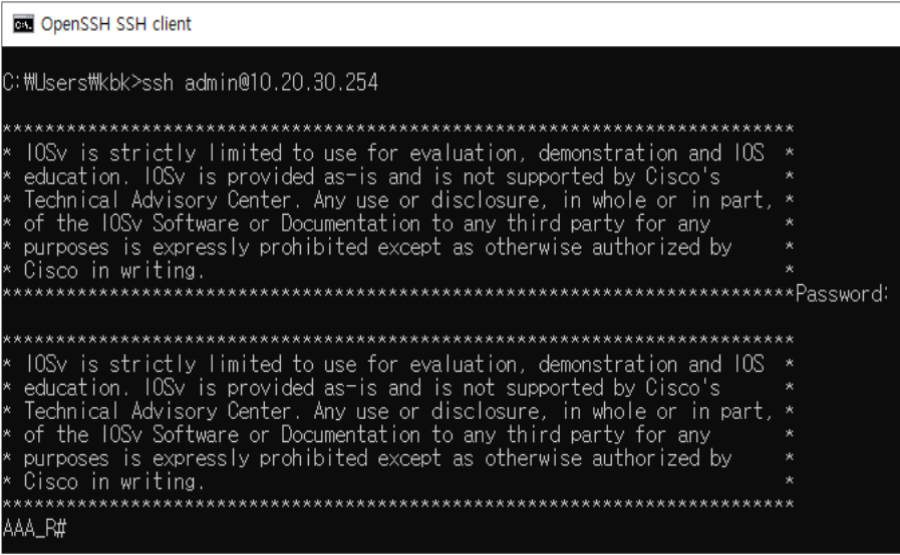 OpenSSH SSH client
C:₩Users₩kbk>ssh admin@10.20.30.254
**************************************************************************
* IOSv is strictly limited to use for evaluation, demonstration and IOS  *
* education. IOSv is provided as-is and is not supported by Cisco's      *
* Technical Advisory Center. Any use or disclosure, in whole or in part, *
* of the IOSv Software or Documentation to any third party for any       *
* purposes is expressly prohibited except as otherwise authorized by     *
* Cisco in writing.                                                      *
**************************************************************************Password:
**************************************************************************
* IOSv is strictly limited to use for evaluation, demonstration and IOS  *
* education. IOSv is provided as-is and is not supported by Cisco's      *
* Technical Advisory Center. Any use or disclosure, in whole or in part, *
* of the IOSv Software or Documentation to any third party for any       *
* purposes is expressly prohibited except as otherwise authorized by     *
* Cisco in writing.                                                      *
**************************************************************************
AAA_R#